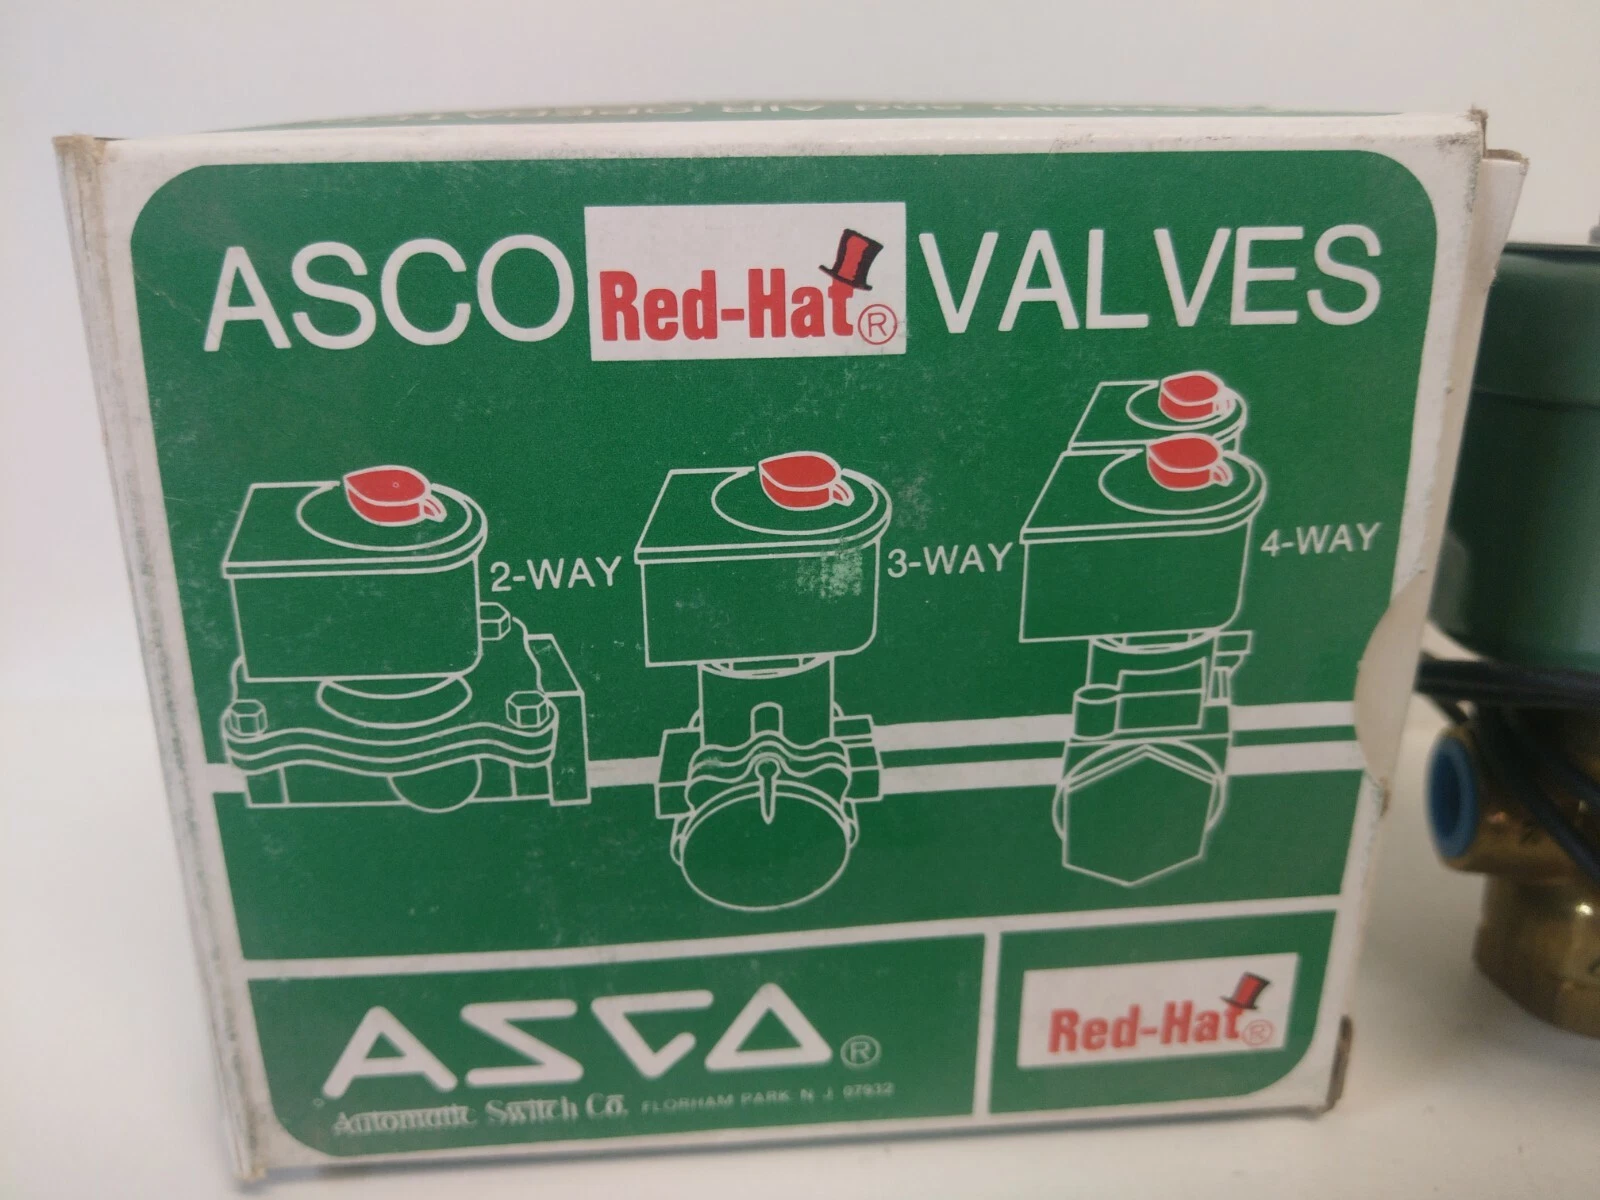 ASCO Red-Hat® VALVES
2-WAY
3-WAY
4-WAY
ASCO®
Automatic Switch Co. FLORHAM PARK N J 07932
Red-Hat®